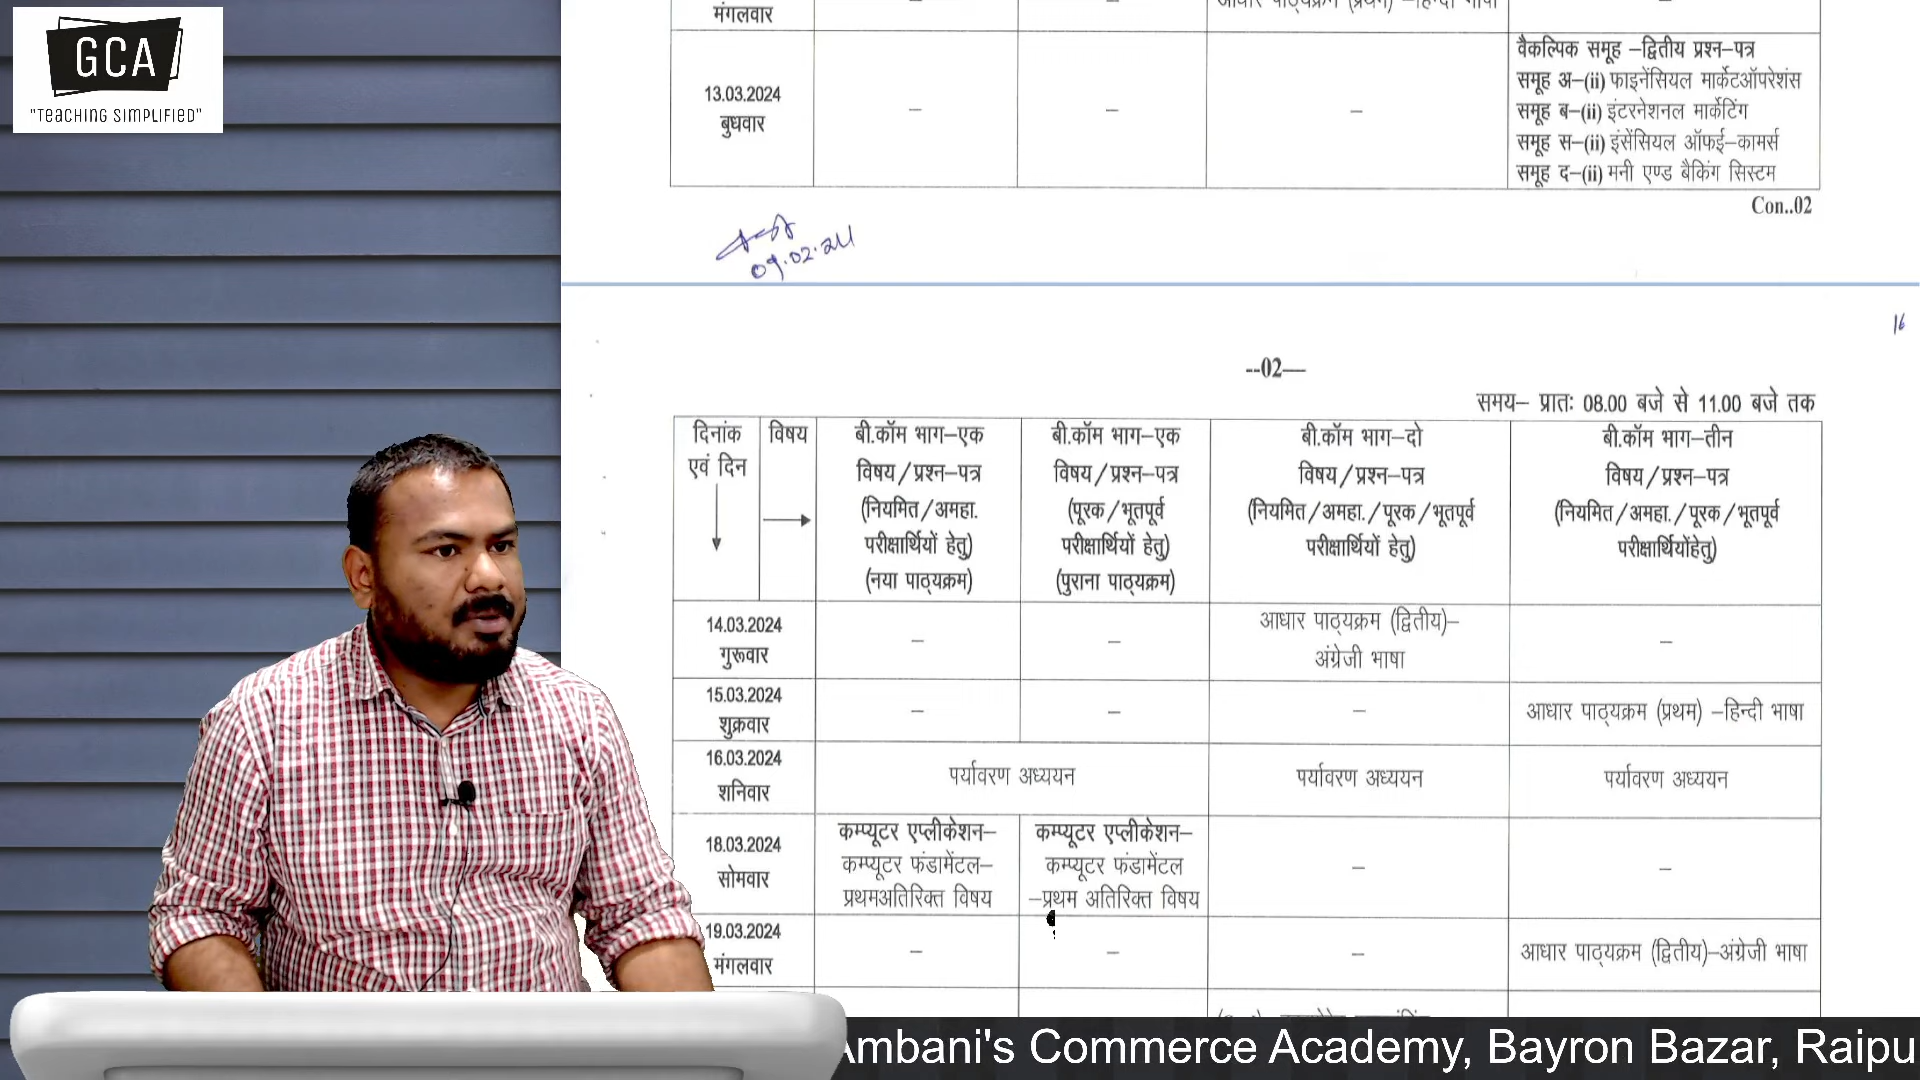 GCA
"Teaching Simplified"
मंगलवार
आधार पाठ्यक्रम (प्रथम) –हिन्दी भाषा
13.03.2024
बुधवार
–
–
–
वैकल्पिक समूह –द्वितीय प्रश्न–पत्र
समूह अ–(ii) फाइनेंसियल मार्केटऑपरेशंस
समूह ब–(ii) इंटरनेशनल मार्केटिंग
समूह स–(ii) इंसेंसियल ऑफई–कामर्स
समूह द–(ii) मनी एण्ड बैकिंग सिस्टम
Con..02
09.02.24
16
--02—
समय– प्रातः 08.00 बजे से 11.00 बजे तक
दिनांक
एवं दिन
विषय
बी.कॉम भाग–एक
विषय/प्रश्न–पत्र
(नियमित/अमहा.
परीक्षार्थियों हेतु)
(नया पाठ्यक्रम)
बी.कॉम भाग–एक
विषय/प्रश्न–पत्र
(पूरक/भूतपूर्व
परीक्षार्थियों हेतु)
(पुराना पाठ्यक्रम)
बी.कॉम भाग–दो
विषय/प्रश्न–पत्र
(नियमित/अमहा./पूरक/भूतपूर्व
परीक्षार्थियों हेतु)
बी.कॉम भाग–तीन
विषय/प्रश्न–पत्र
(नियमित/अमहा./पूरक/भूतपूर्व
परीक्षार्थियोंहेतु)
14.03.2024
गुरूवार
–
–
आधार पाठ्यक्रम (द्वितीय)–
अंग्रेजी भाषा
–
15.03.2024
शुक्रवार
–
–
–
आधार पाठ्यक्रम (प्रथम) –हिन्दी भाषा
16.03.2024
शनिवार
पर्यावरण अध्ययन
पर्यावरण अध्ययन
पर्यावरण अध्ययन
18.03.2024
सोमवार
कम्प्यूटर एप्लीकेशन–
कम्प्यूटर फंडामेंटल–
प्रथमअतिरिक्त विषय
कम्प्यूटर एप्लीकेशन–
कम्प्यूटर फंडामेंटल
–प्रथम अतिरिक्त विषय
–
–
19.03.2024
मंगलवार
–
–
–
आधार पाठ्यक्रम (द्वितीय)–अंग्रेजी भाषा
Ambani's Commerce Academy, Bayron Bazar, Raipu